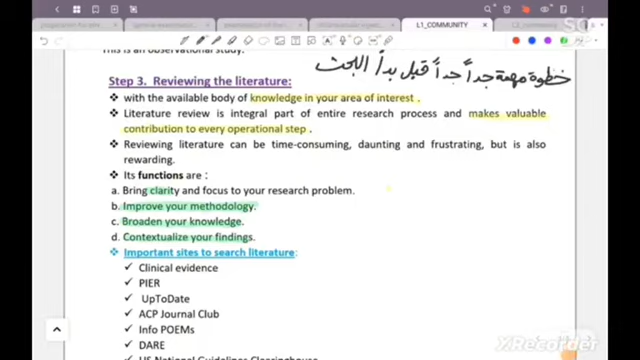 L1_COMMUNITY
This is an observational study.
خطوة مهمة جداً جداً قبل بدأ البحث
Step 3. Reviewing the literature:
❖ with the available body of knowledge in your area of interest .
❖ Literature review is integral part of entire research process and makes valuable
contribution to every operational step .
❖ Reviewing literature can be time-consuming, daunting and frustrating, but is also
rewarding.
❖ Its functions are :
a. Bring clarity and focus to your research problem.
b. Improve your methodology.
c. Broaden your knowledge.
d. Contextualize your findings.
❖ Important sites to search literature:
✓ Clinical evidence
✓ PIER
✓ UpToDate
✓ ACP Journal Club
✓ Info POEMs
✓ DARE
✓ US National Guidelines Clearinghouse
XRecorder